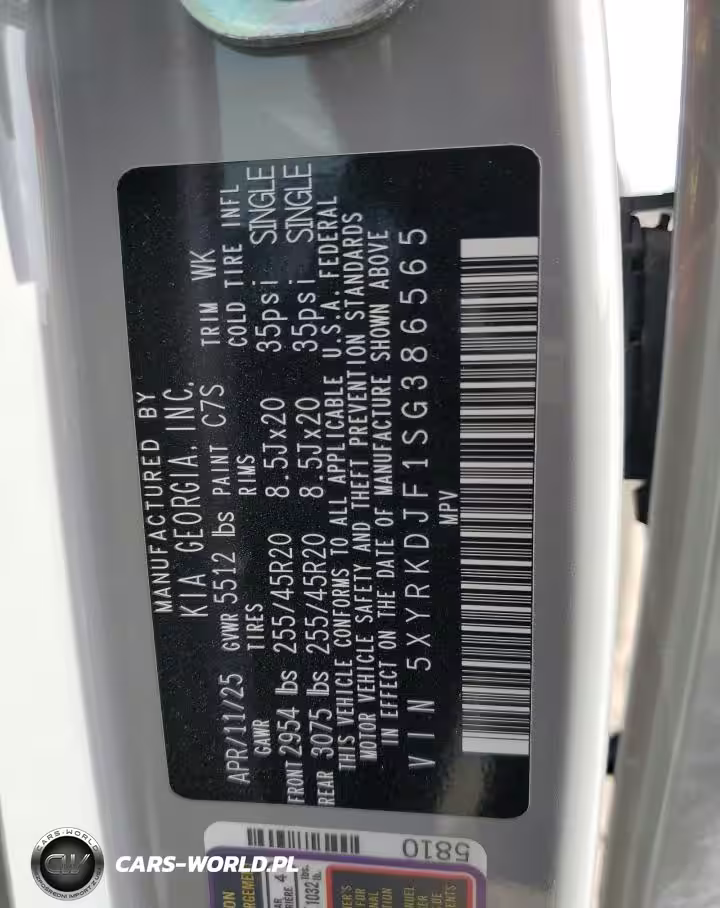 MANUFACTURED BY
KIA GEORGIA, INC.
APR/11/25 GVWR 5512 lbs PAINT C7S TRIM WK
GAWR TIRES RIMS COLD TIRE INFL
FRONT 2954 lbs 255/45R20 8.5Jx20 35psi SINGLE
REAR 3075 lbs 255/45R20 8.5Jx20 35psi SINGLE
THIS VEHICLE CONFORMS TO ALL APPLICABLE U.S.A. FEDERAL
MOTOR VEHICLE SAFETY AND THEFT PREVENTION STANDARDS
IN EFFECT ON THE DATE OF MANUFACTURE SHOWN ABOVE
VIN 5XYRKDJF1SG386565
MPV
5810
CARS-WORLD
CW
CARS-WORLD.PL